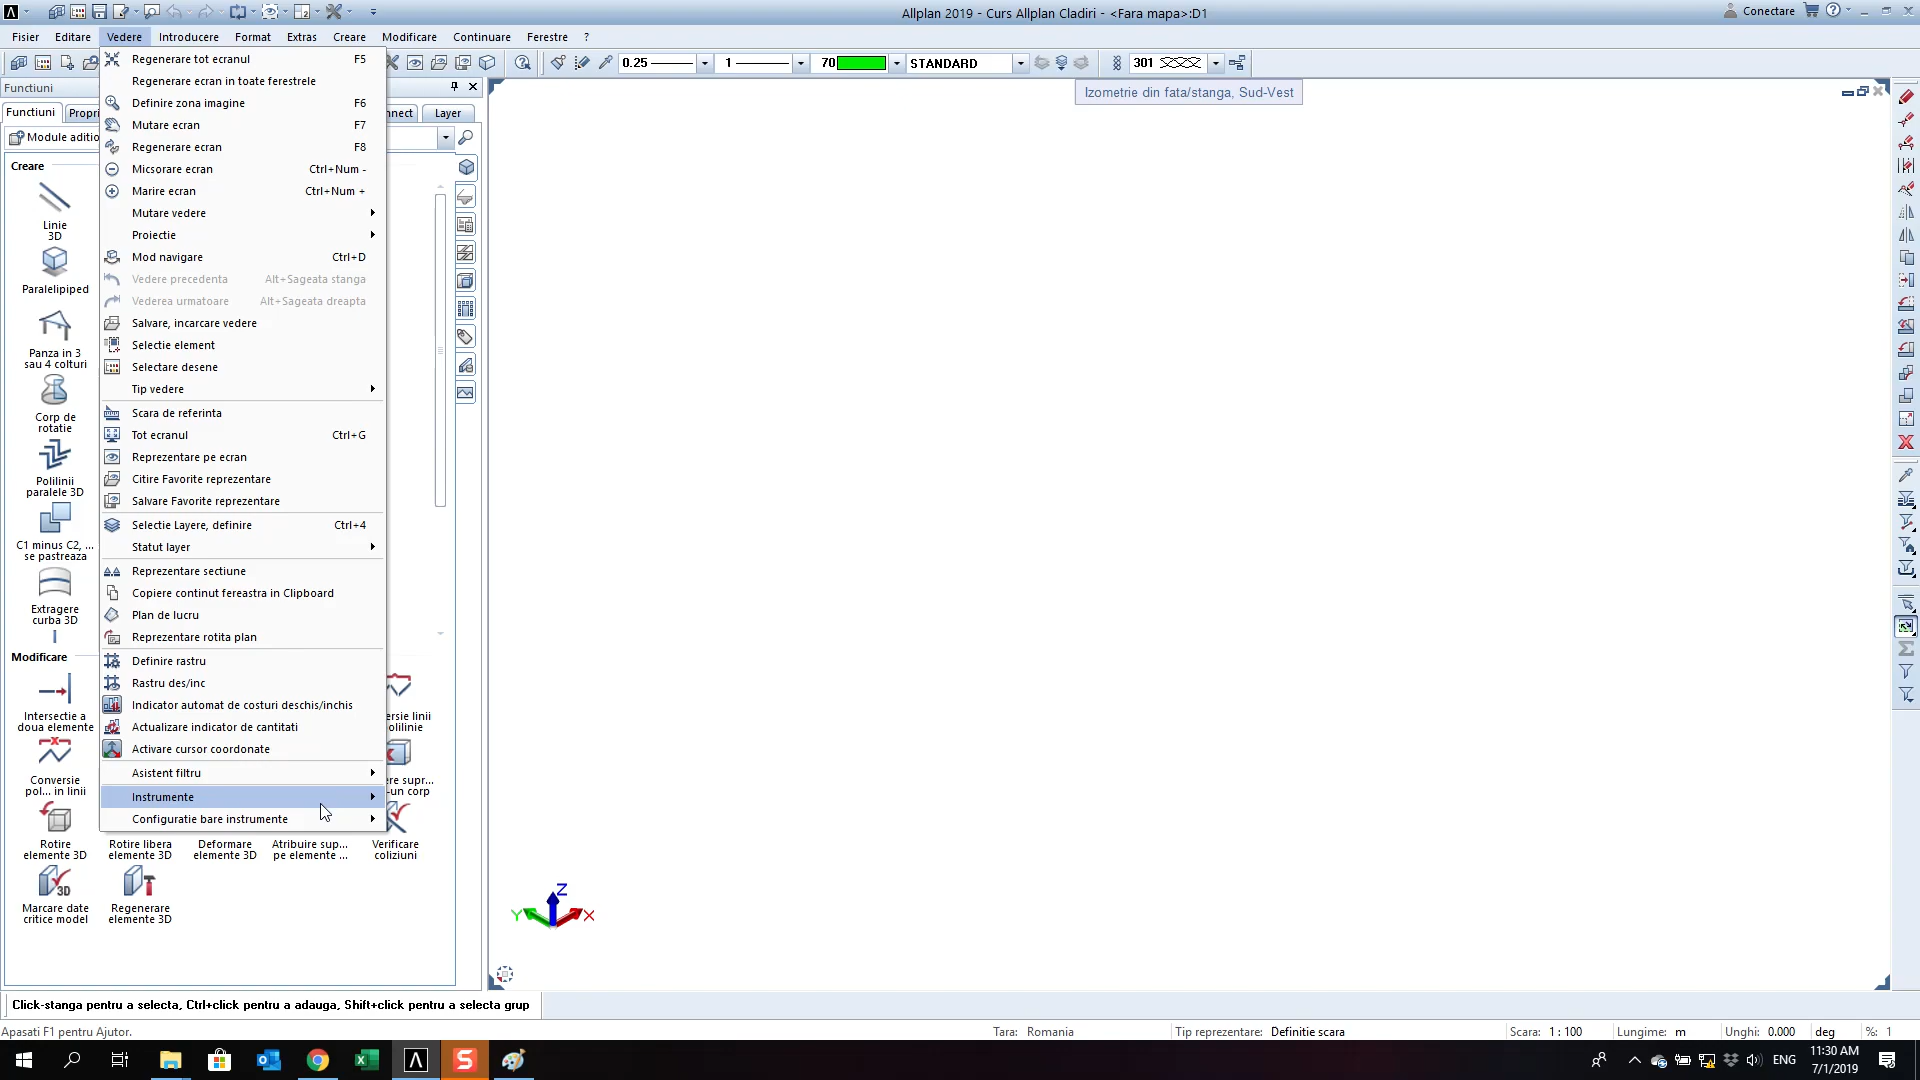 Allplan 2019 - Curs Allplan Cladiri - <Fara mapa>:D1
Conectare
Fisier Editare Vedere Introducere Format Extras Creare Modificare Continuare Ferestre ?
0.25 1 70 STANDARD 301
Izometrie din fata/stanga, Sud-Vest
Functiuni
Functiuni Layer
Creare
Linie
3D
Paralelipiped
Panza in 3
sau 4 colturi
Corp de
rotatie
Polilinii
paralele 3D
C1 minus C2, ...
se pastreaza
Extragere
curba 3D
Modificare
Intersectie a
doua elemente
Conversie
pol... in linii
Rotire
elemente 3D
Rotire libera
elemente 3D
Deformare
elemente 3D
Atribuire sup...
pe elemente ...
Verificare
coliziuni
Marcare date
critice model
Regenerare
elemente 3D
Regenerare tot ecranul F5
Regenerare ecran in toate ferestrele
Definire zona imagine F6
Mutare ecran F7
Regenerare ecran F8
Micsorare ecran Ctrl+Num -
Marire ecran Ctrl+Num +
Mutare vedere
Proiectie
Mod navigare Ctrl+D
Vedere precedenta Alt+Sageata stanga
Vederea urmatoare Alt+Sageata dreapta
Salvare, incarcare vedere
Selectie element
Selectare desene
Tip vedere
Scara de referinta
Tot ecranul Ctrl+G
Reprezentare pe ecran
Citire Favorite reprezentare
Salvare Favorite reprezentare
Selectie Layere, definire Ctrl+4
Statut layer
Reprezentare sectiune
Copiere continut fereastra in Clipboard
Plan de lucru
Reprezentare rotita plan
Definire rastru
Rastru des/inc
Indicator automat de costuri deschis/inchis
Actualizare indicator de cantitati
Activare cursor coordonate
Asistent filtru
Instrumente
Configuratie bare instrumente
Z
Y X
Click-stanga pentru a selecta, Ctrl+click pentru a adauga, Shift+click pentru a selecta grup
Apasati F1 pentru Ajutor. Tara: Romania Tip reprezentare: Definitie scara Scara: 1 : 100 Lungime: m Unghi: 0.000 deg %: 1
ENG 11:30 AM
7/1/2019